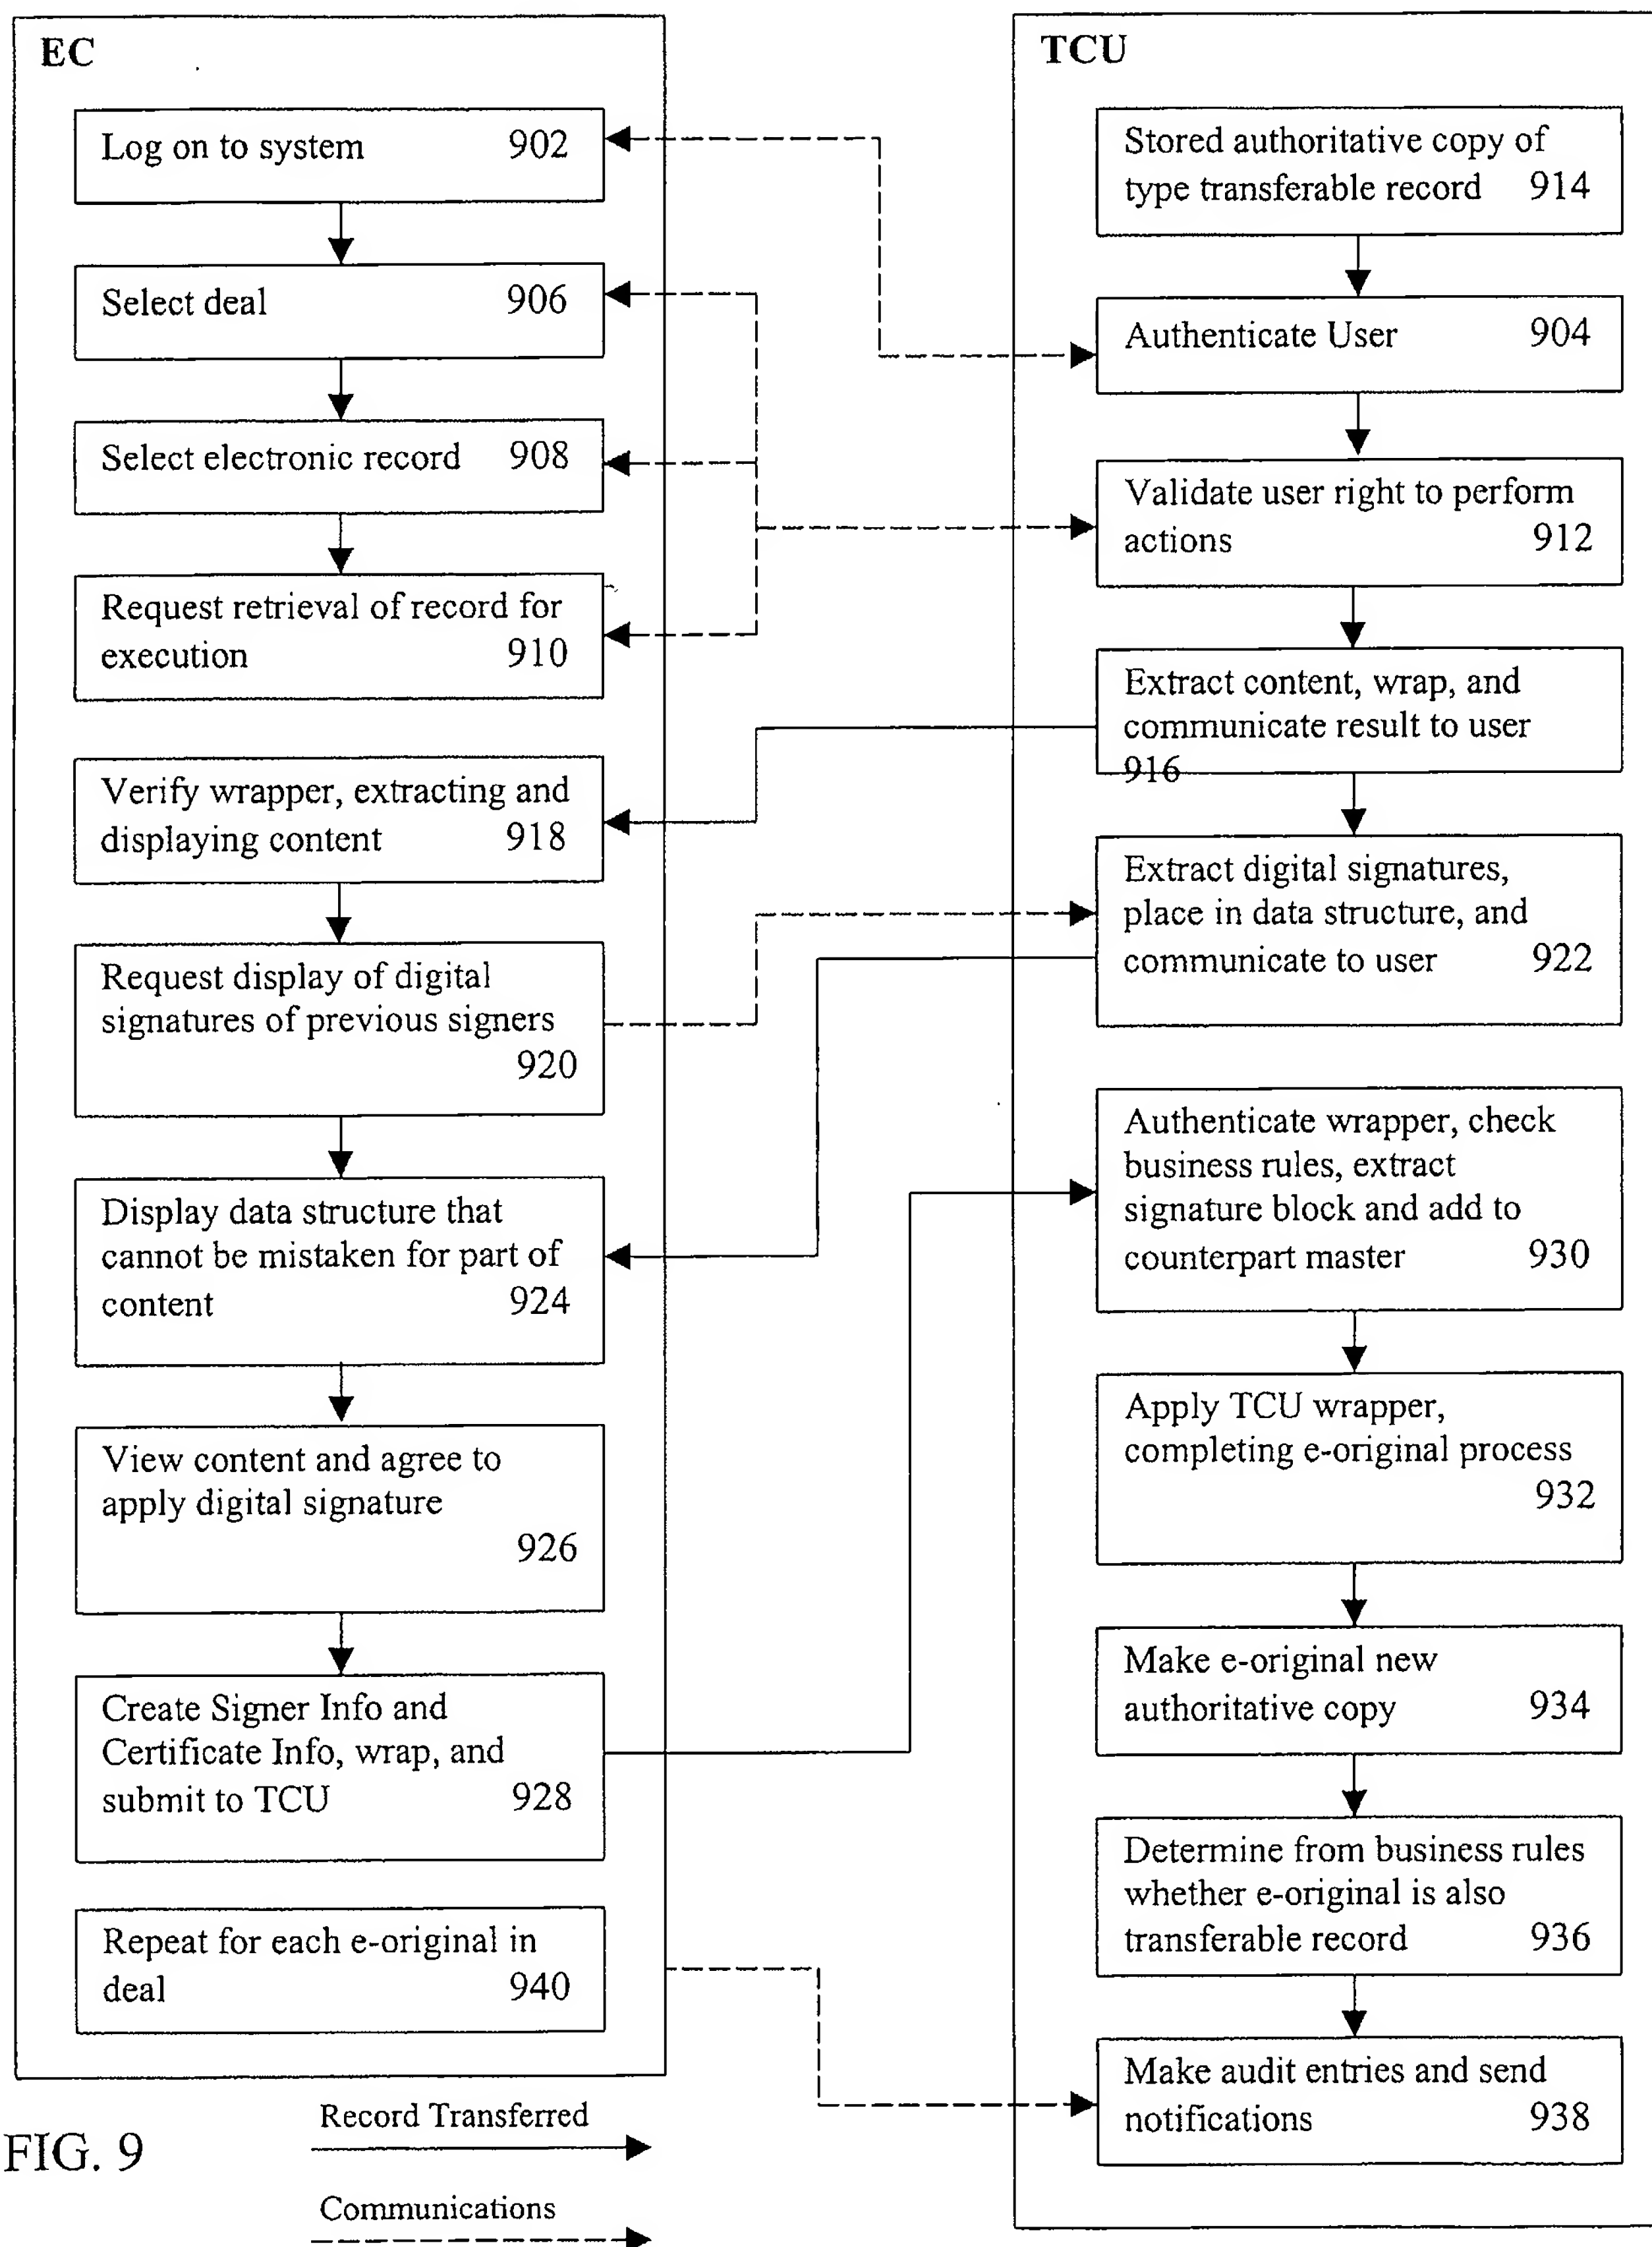 EC
Log on to system 902
Select deal 906
Select electronic record 908
Request retrieval of record for
execution 910
Verify wrapper, extracting and
displaying content 918
Request display of digital
signatures of previous signers
920
Display data structure that
cannot be mistaken for part of
content 924
View content and agree to
apply digital signature
926
Create Signer Info and
Certificate Info, wrap, and
submit to TCU 928
Repeat for each e-original in
deal 940
TCU
Stored authoritative copy of
type transferable record 914
Authenticate User 904
Validate user right to perform
actions 912
Extract content, wrap, and
communicate result to user
916
Extract digital signatures,
place in data structure, and
communicate to user 922
Authenticate wrapper, check
business rules, extract
signature block and add to
counterpart master 930
Apply TCU wrapper,
completing e-original process
932
Make e-original new
authoritative copy 934
Determine from business rules
whether e-original is also
transferable record 936
Make audit entries and send
notifications 938
FIG. 9
Record Transferred
Communications